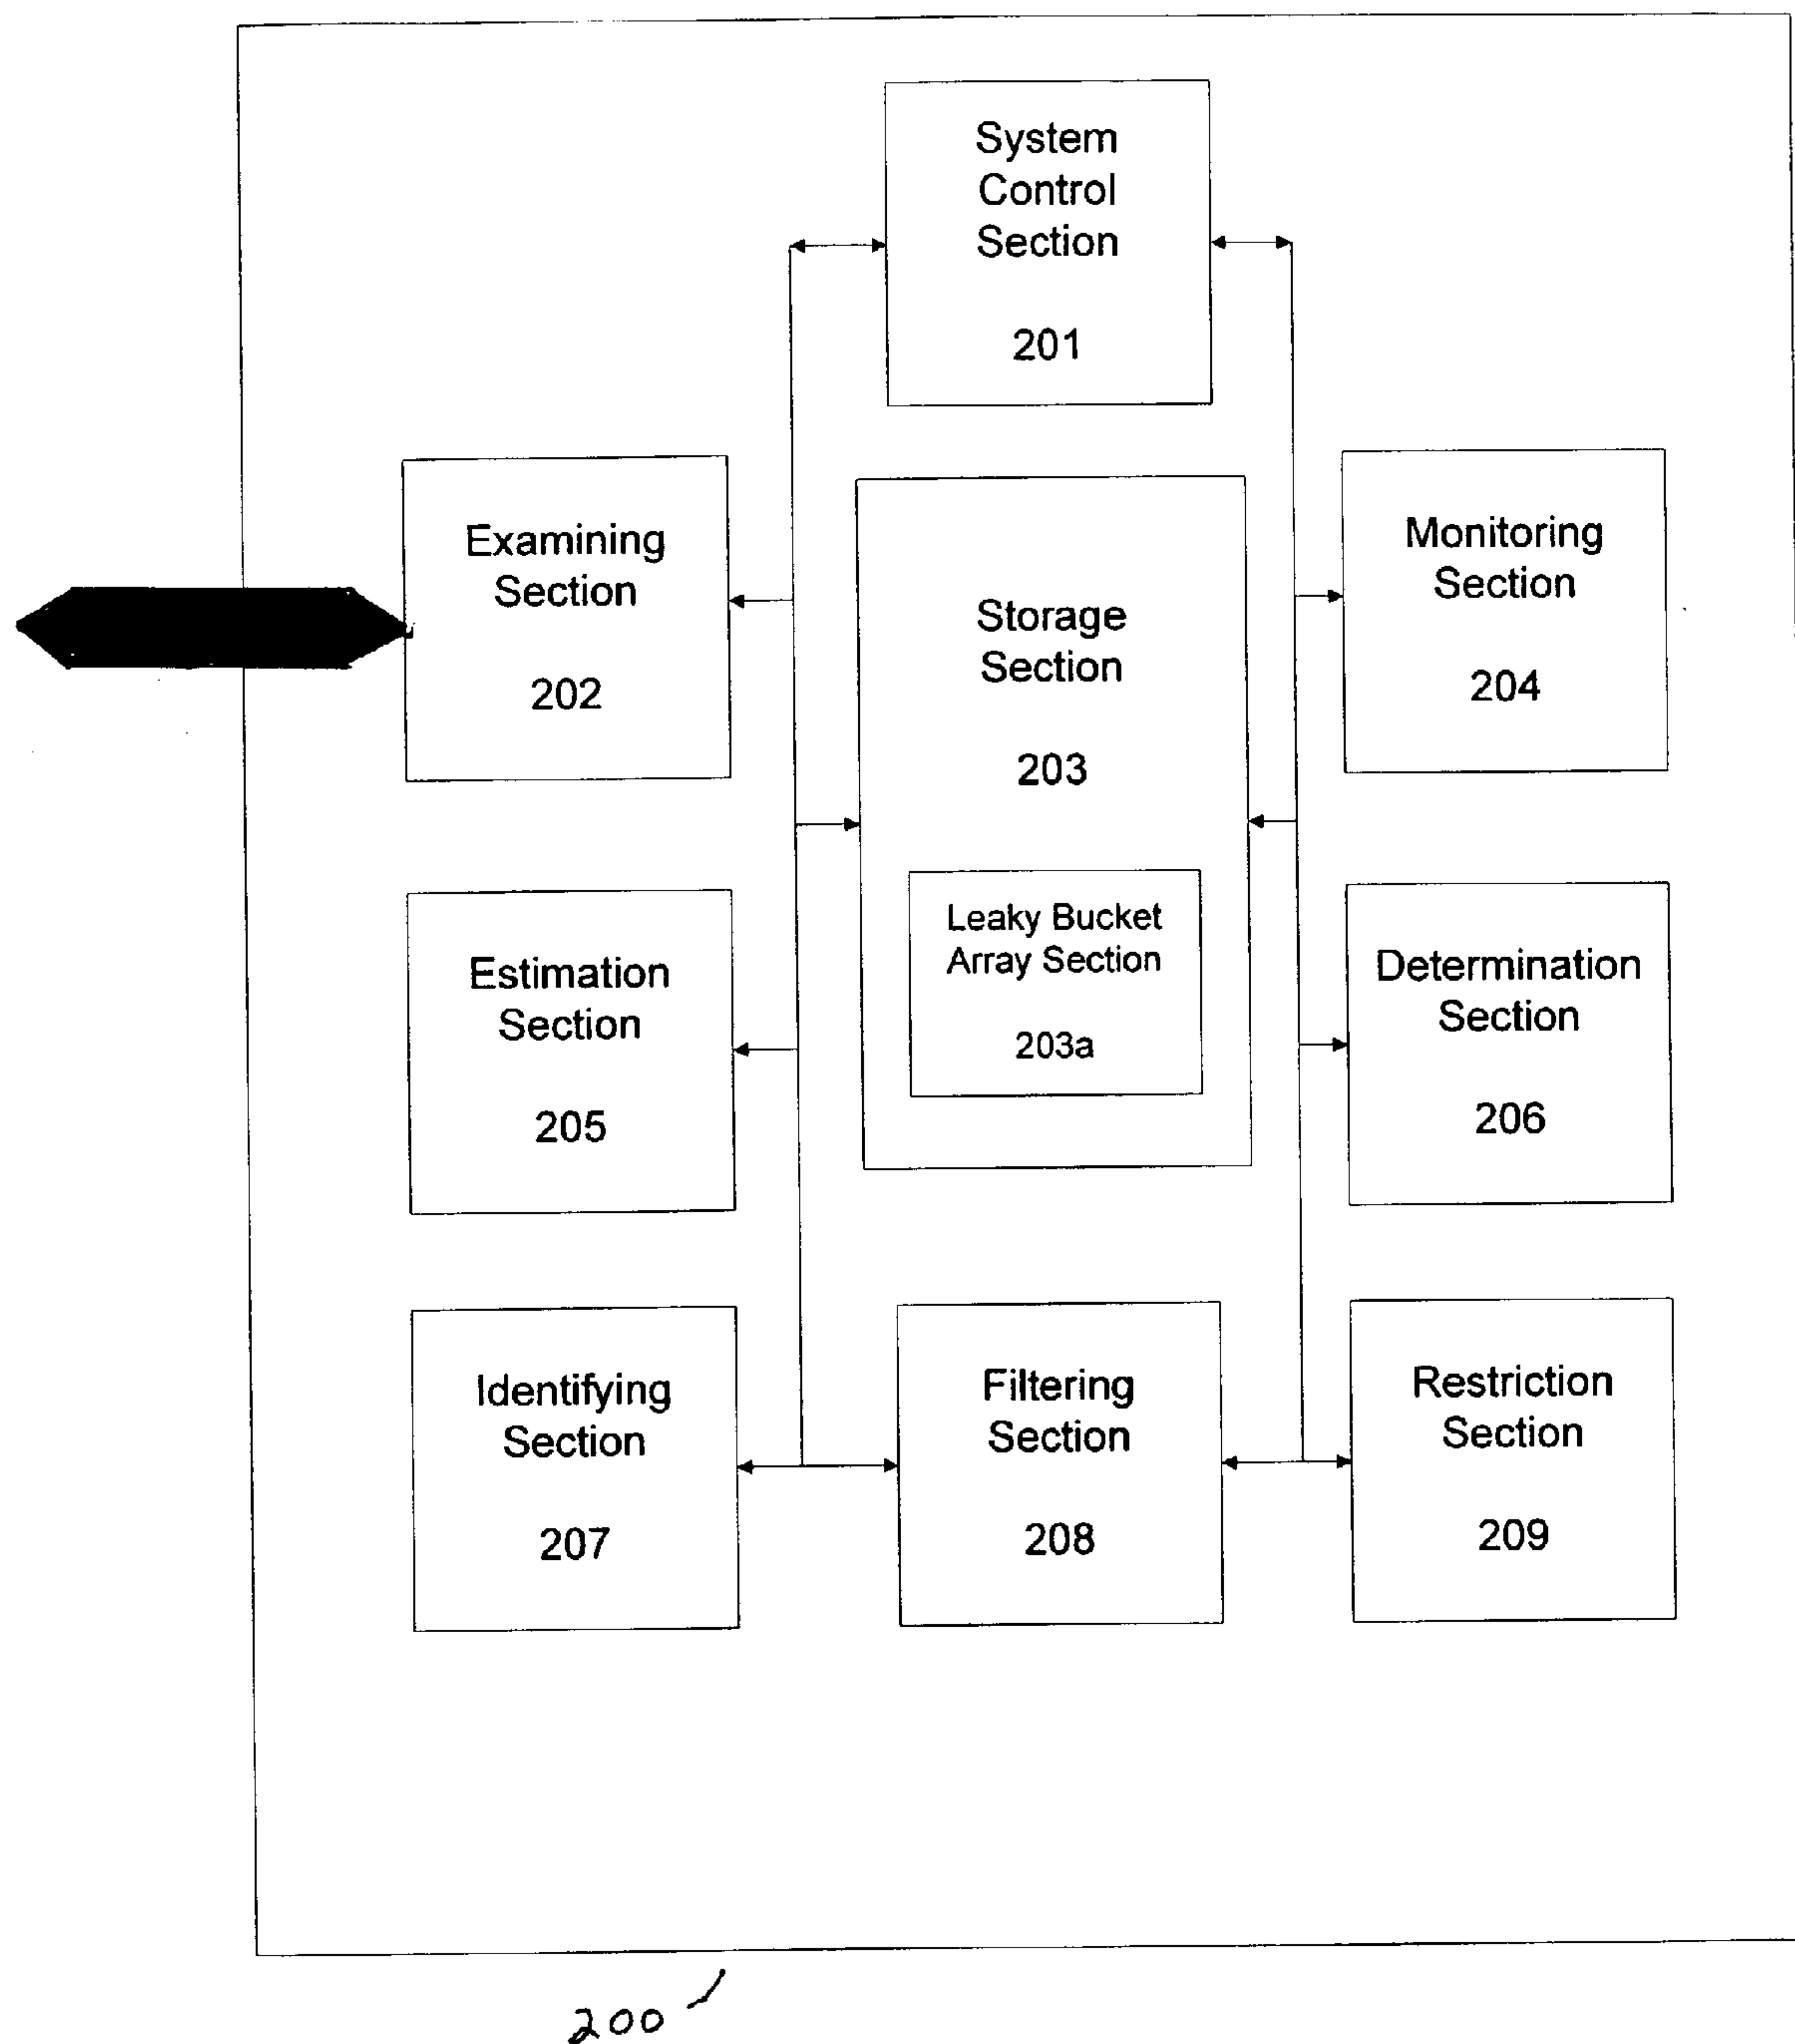 System
Control
Section
201
Examining
Section
202
Storage
Section
203
Leaky Bucket
Array Section
203a
Monitoring
Section
204
Estimation
Section
205
Determination
Section
206
Identifying
Section
207
Filtering
Section
208
Restriction
Section
209
200